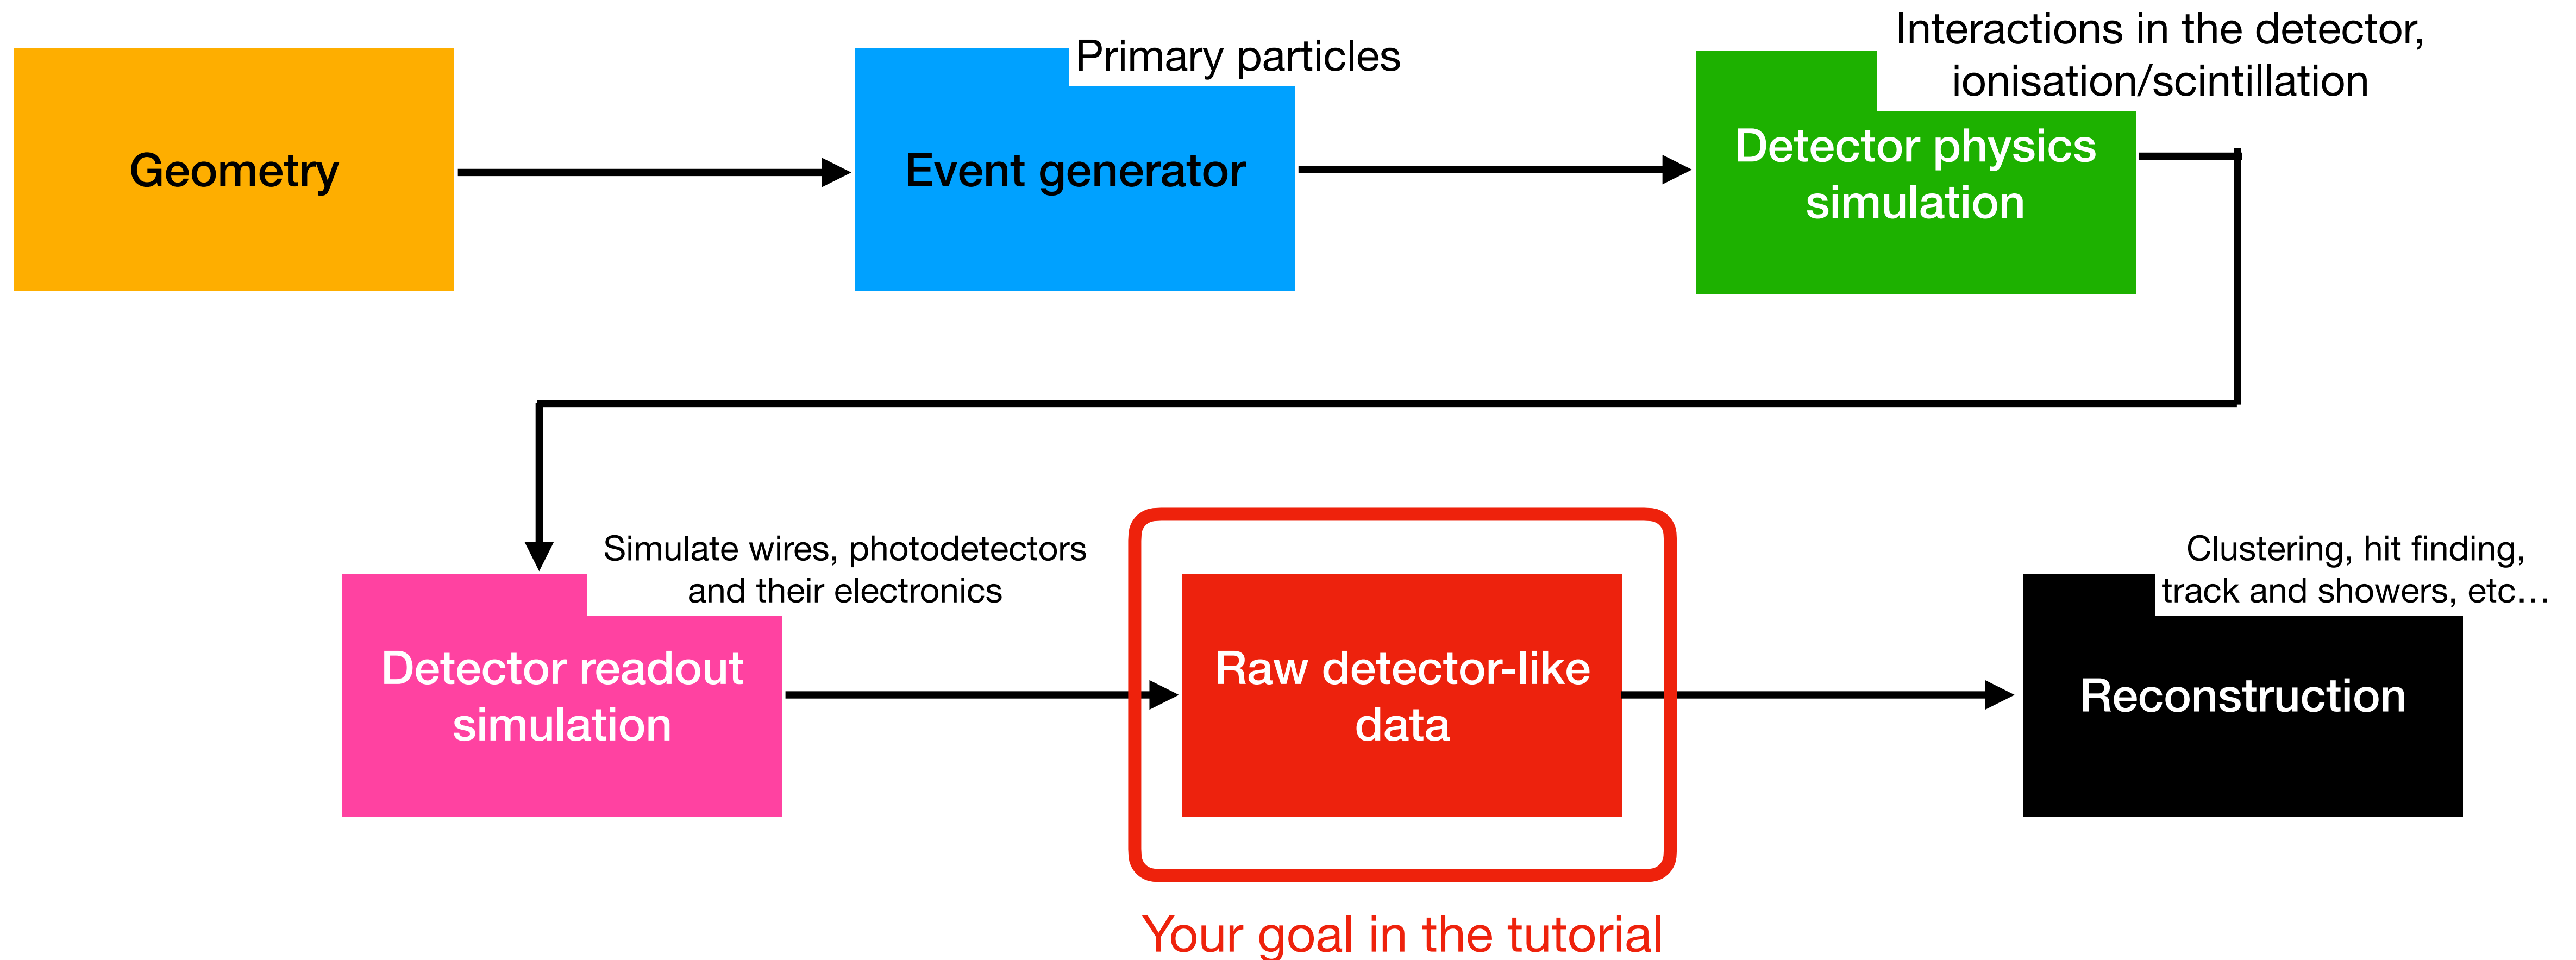 Geometry
Primary particles
Event generator
Interactions in the detector,
ionisation/scintillation
Detector physics
simulation
Simulate wires, photodetectors
and their electronics
Detector readout
simulation
Raw detector-like
data
Your goal in the tutorial
Clustering, hit finding,
track and showers, etc…
Reconstruction